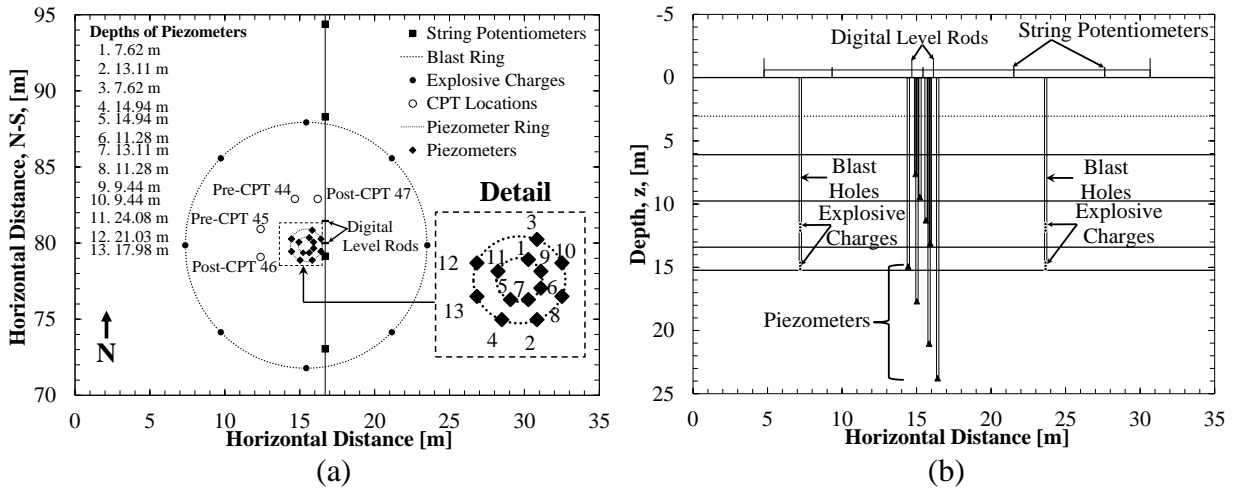 95
90
85
80
75
70
Horizontal Distance, N-S, [m]
Depths of Piezometers
1. 7.62 m
2. 13.11 m
3. 7.62 m
4. 14.94 m
5. 14.94 m
6. 11.28 m
7. 13.11 m
8. 11.28 m
9. 9.44 m
10. 9.44 m
11. 24.08 m
12. 21.03 m
13. 17.98 m
String Potentiometers
Blast Ring
Explosive Charges
CPT Locations
Piezometer Ring
Piezometers
Pre-CPT 44
Post-CPT 47
Pre-CPT 45
Post-CPT 46
Digital
Level Rods
N
Detail
3
1
10
12
11
9
5
7
6
13
4
2
8
0 5 10 15 20 25 30 35
Horizontal Distance [m]
(a)
-5
0
5
10
15
20
25
Depth, z, [m]
Digital Level Rods
String Potentiometers
Blast
Holes
Explosive
Charges
Blast
Holes
Explosive
Charges
Piezometers
0 5 10 15 20 25 30 35
Horizontal Distance [m]
(b)